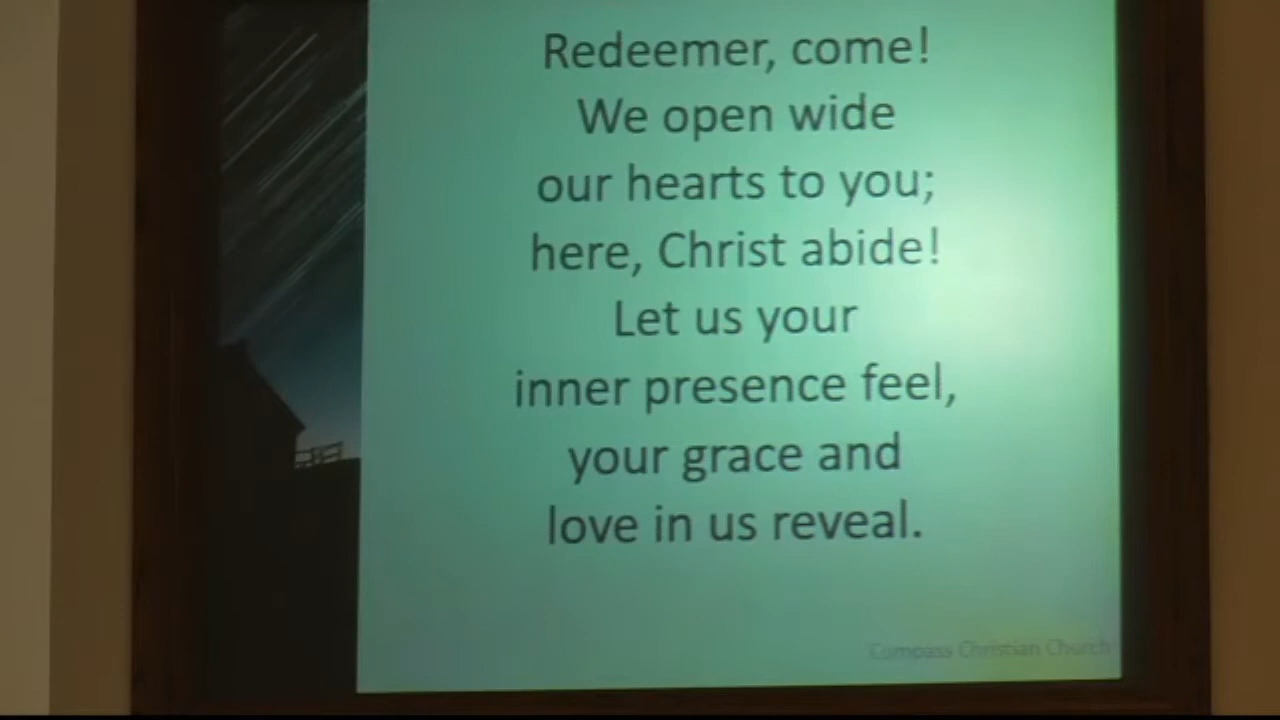 Redeemer, come!
We open wide
our hearts to you;
here, Christ abide!
Let us your
inner presence feel,
your grace and
love in us reveal.
Compass Christian Church